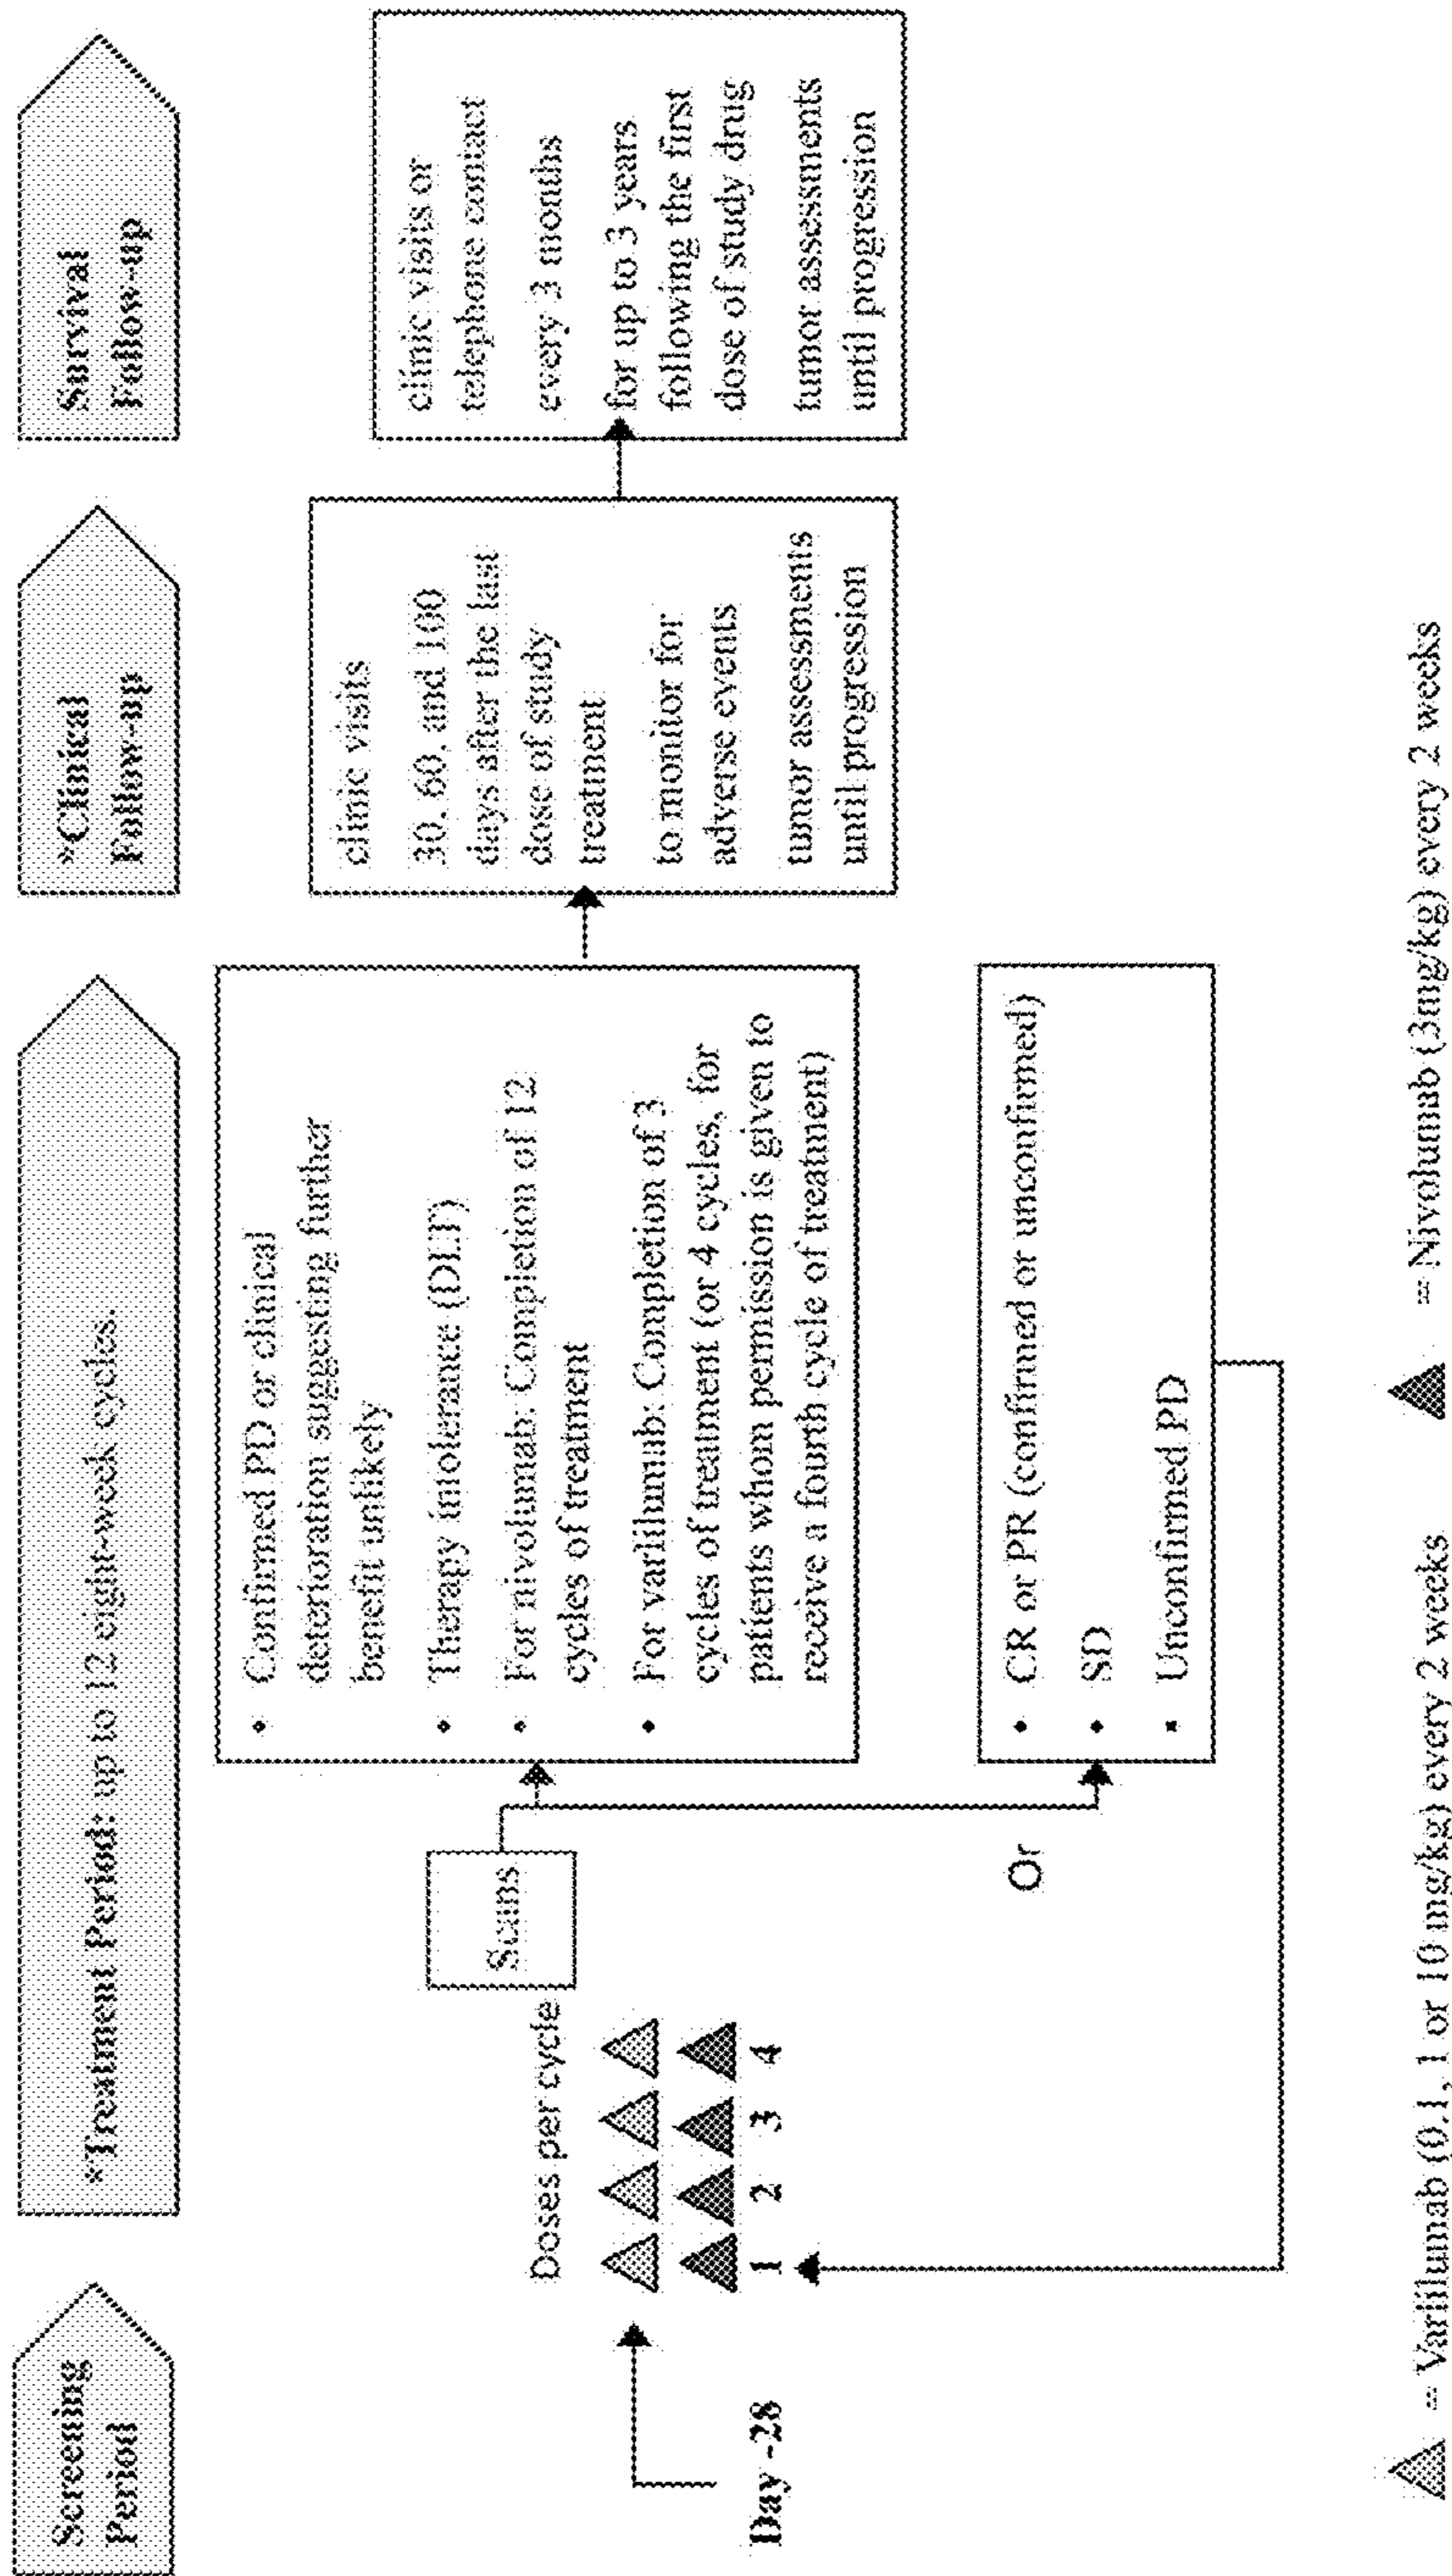 Screening
Period
*Treatment Period: up to 12 eight-week cycles.
*Clinical
Follow-up
Survival
Follow-up
Day -28
Doses per cycle
1 2 3 4
Scans
Or
• Confirmed PD or clinical
deterioration suggesting further
benefit unlikely
• Therapy intolerance (DLT)
• For nivolumab: Completion of 12
cycles of treatment
• For varlilumab: Completion of 3
cycles of treatment (or 4 cycles, for
patients whom permission is given to
receive a fourth cycle of treatment)
• CR or PR (confirmed or unconfirmed)
• SD
• Unconfirmed PD
clinic visits
30, 60, and 100
days after the last
dose of study
treatment
to monitor for
adverse events
tumor assessments
until progression
clinic visits or
telephone contact
every 3 months
for up to 3 years
following the first
dose of study drug
tumor assessments
until progression
= Varlilumab (0.1, 1 or 10 mg/kg) every 2 weeks
= Nivolumab (3mg/kg) every 2 weeks